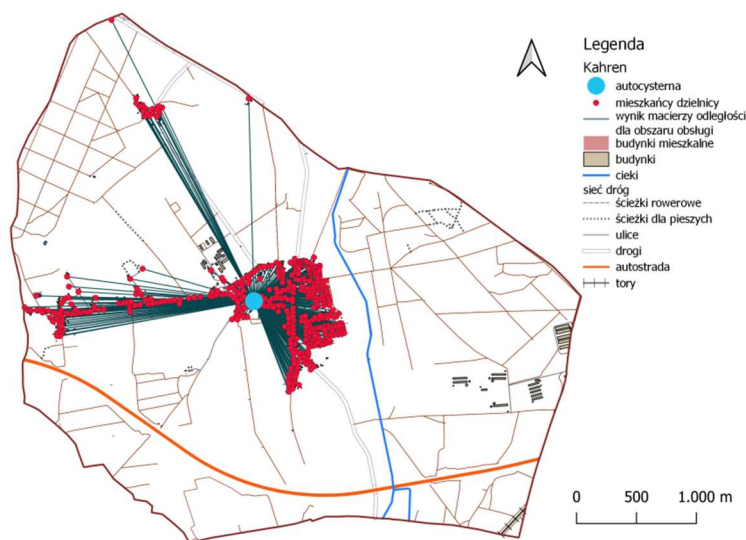 Legenda
Kahren
autocysterna
mieszkańcy dzielnicy
wynik macierzy odległości
dla obszaru obsługi
budynki mieszkalne
budynki
cieki
sieć dróg
ścieżki rowerowe
ścieżki dla pieszych
ulice
drogi
autostrada
tory
0 500 1.000 m